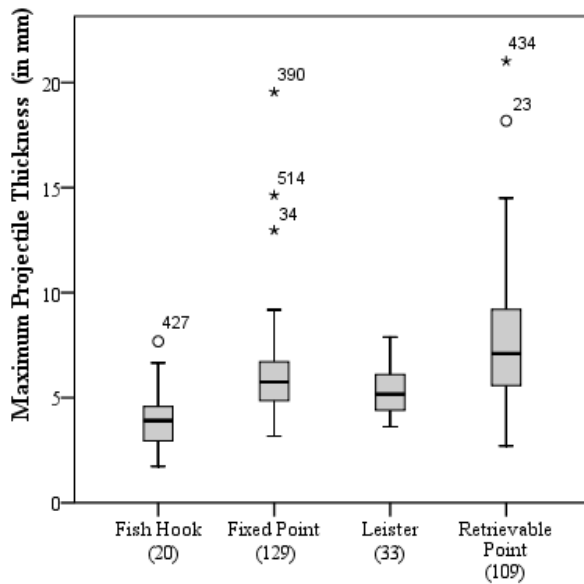 Maximum Projectile Thickness (in mm)
20
15
10
5
0
427
390
514
34
434
23
Fish Hook
(20)
Fixed Point
(129)
Leister
(33)
Retrievable
Point
(109)